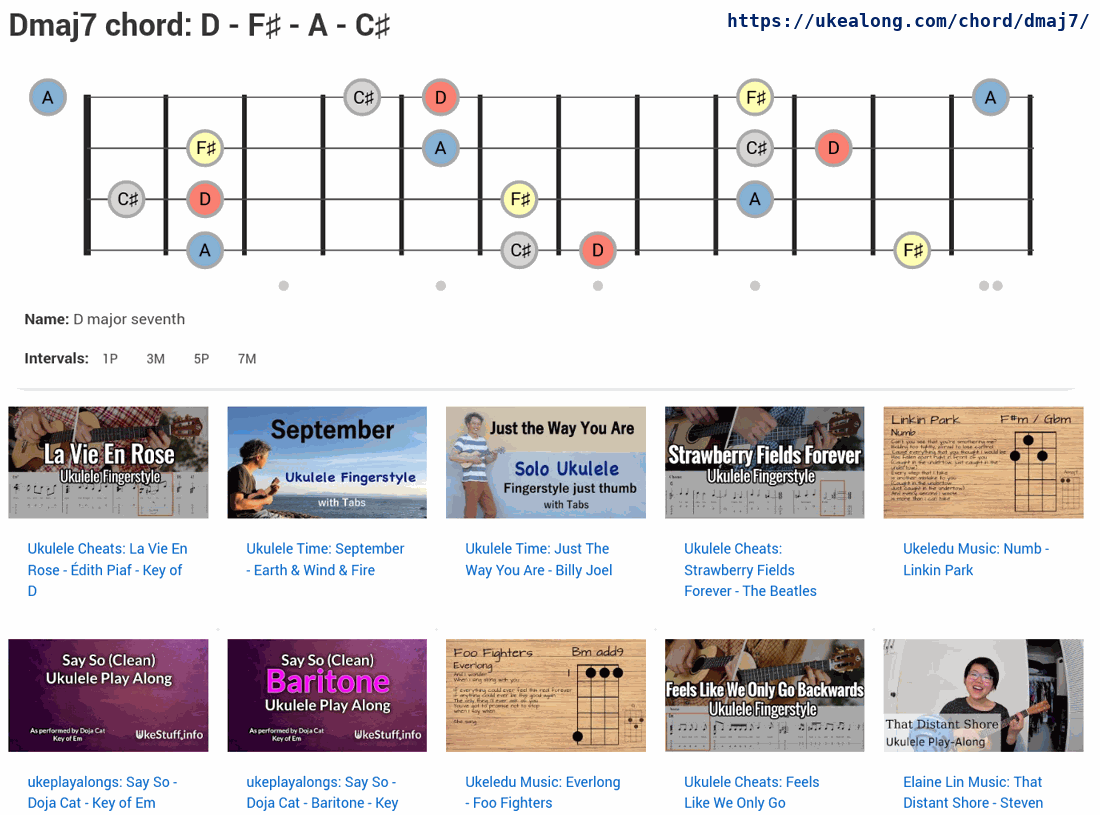 Dmaj7 chord: D - F♯ - A - C♯
https://ukealong.com/chord/dmaj7/
A C♯ D F♯ A
F♯ A C♯ D
C♯ D F♯ A
A C♯ D F♯
Name: D major seventh
Intervals: 1P 3M 5P 7M
La Vie En Rose
Ukulele Fingerstyle
September
Ukulele Fingerstyle
with Tabs
Just the Way You Are
Solo Ukulele
Fingerstyle just thumb
with Tabs
Strawberry Fields Forever
Ukulele Fingerstyle
Linkin Park F#m / Gbm
Numb
Ukulele Cheats: La Vie En
Rose - Édith Piaf - Key of
D
Ukulele Time: September
- Earth & Wind & Fire
Ukulele Time: Just The
Way You Are - Billy Joel
Ukulele Cheats:
Strawberry Fields
Forever - The Beatles
Ukeledu Music: Numb -
Linkin Park
Say So (Clean)
Ukulele Play Along
As performed by Doja Cat
Key of Em
UkeStuff.info
Say So (Clean)
Baritone
Ukulele Play Along
As performed by Doja Cat
Key of Em
UkeStuff.info
Foo Fighters Bm add9
Everlong
Feels Like We Only Go Backwards
Ukulele Fingerstyle
That Distant Shore
Ukulele Play-Along
ukeplayalongs: Say So -
Doja Cat - Key of Em
ukeplayalongs: Say So -
Doja Cat - Baritone - Key
Ukeledu Music: Everlong
- Foo Fighters
Ukulele Cheats: Feels
Like We Only Go
Elaine Lin Music: That
Distant Shore - Steven